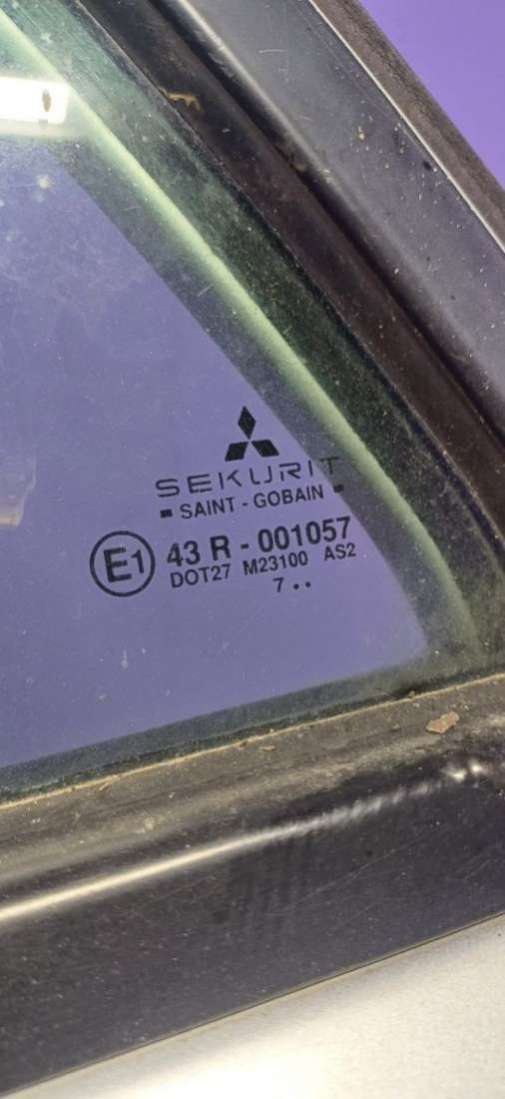 SEKURIT
▪ SAINT - GOBAIN ▪
E1 43 R - 001057
DOT27 M23100 AS2
7 • •